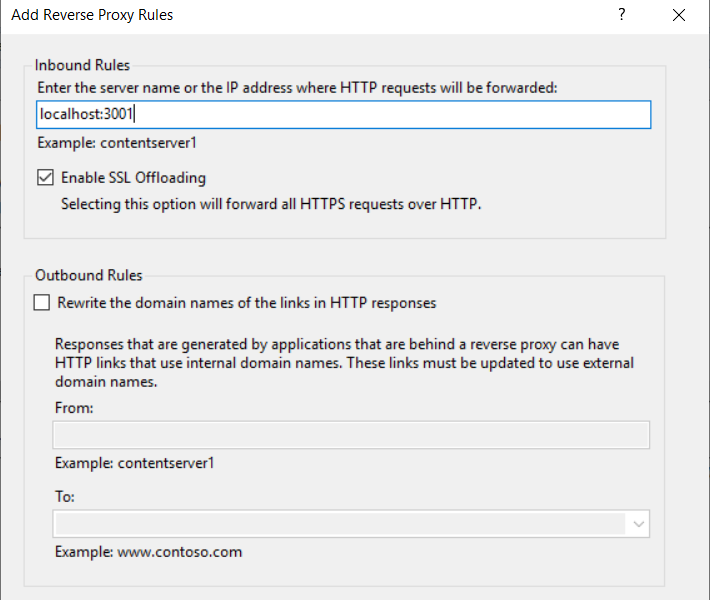 Add Reverse Proxy Rules
?
Inbound Rules
Enter the server name or the IP address where HTTP requests will be forwarded:
localhost:3001
Example: contentserver1
Enable SSL Offloading
Selecting this option will forward all HTTPS requests over HTTP.
Outbound Rules
Rewrite the domain names of the links in HTTP responses
Responses that are generated by applications that are behind a reverse proxy can have
HTTP links that use internal domain names. These links must be updated to use external
domain names.
From:
Example: contentserver1
To:
Example: www.contoso.com